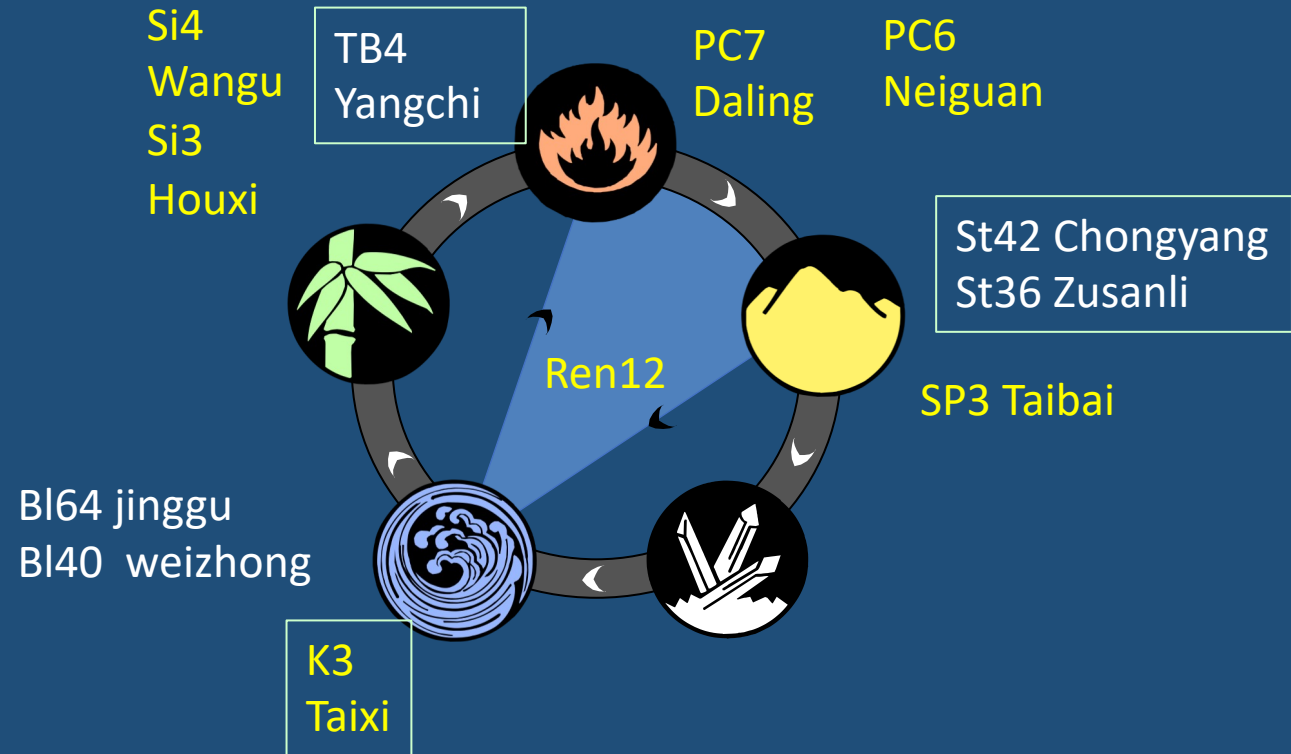 Si4
Wangu
Si3
Houxi
TB4
Yangchi
PC7
Daling
PC6
Neiguan
St42 Chongyang
St36 Zusanli
Ren12
SP3 Taibai
Bl64 jinggu
Bl40  weizhong
K3
Taixi